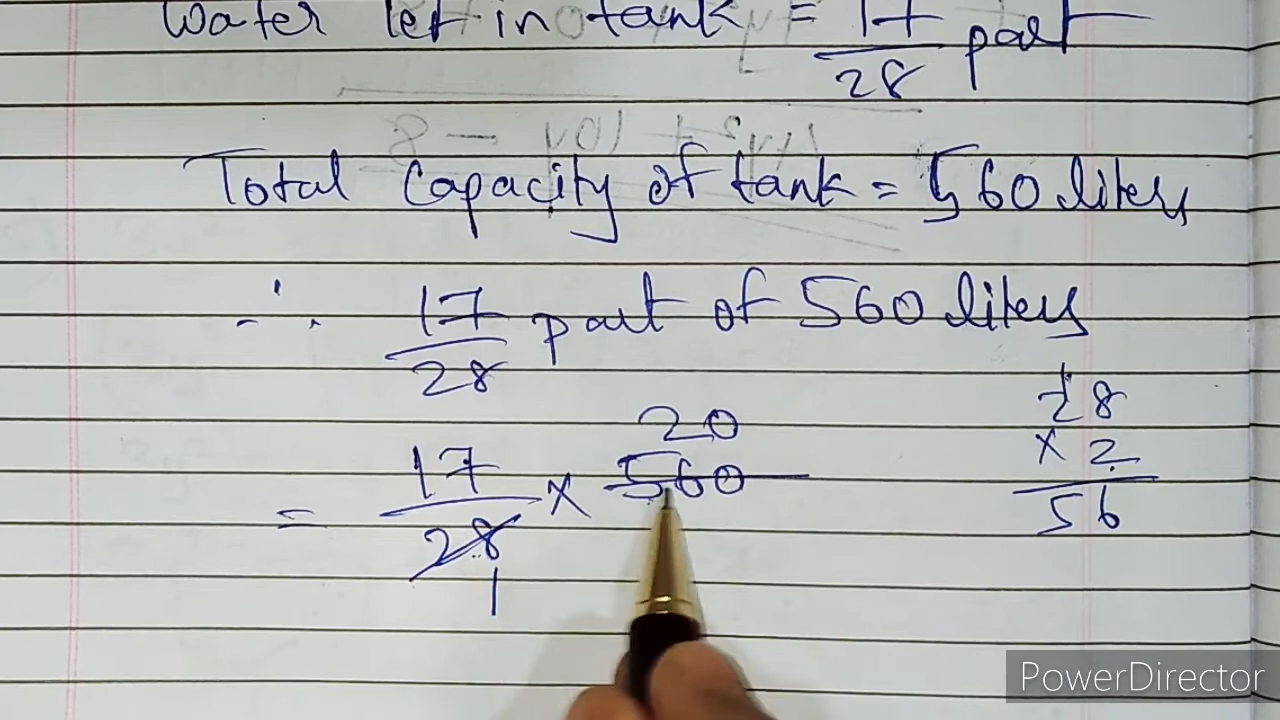 Water left in tank = 17/28 part
Total Capacity of tank = 560 liters
∴ 17/28 part of 560 liters
20
= 17/28 × 560
1
28
× 2
56
PowerDirector